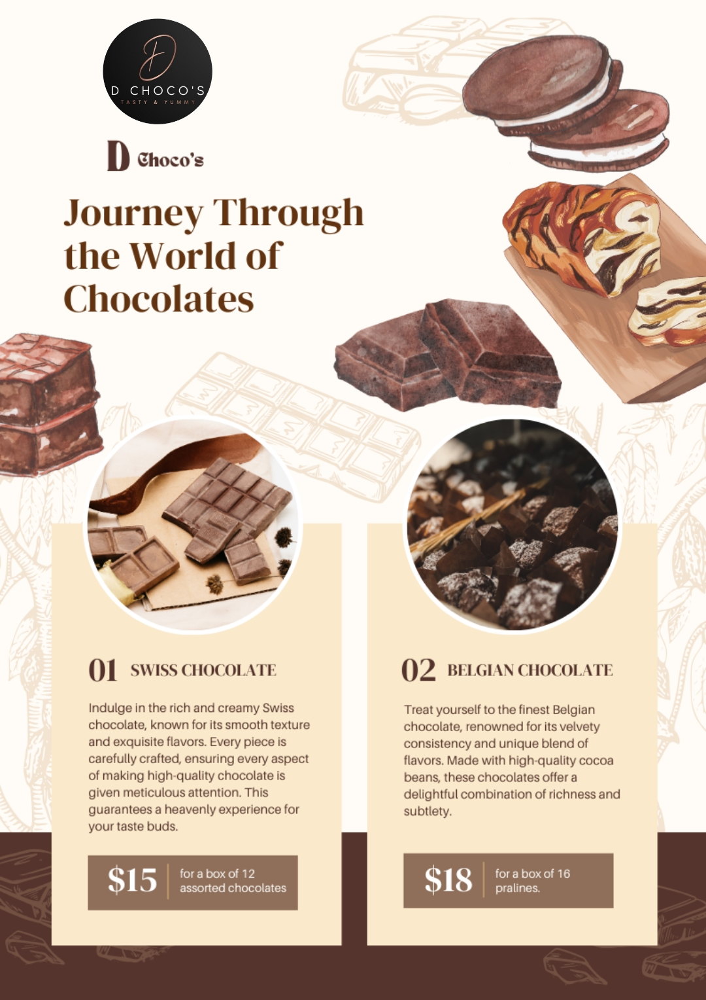 D
D CHOCO'S
TASTY & YUMMY
D Choco's
Journey Through
the World of
Chocolates
01 SWISS CHOCOLATE
Indulge in the rich and creamy Swiss
chocolate, known for its smooth texture
and exquisite flavors. Every piece is
carefully crafted, ensuring every aspect
of making high-quality chocolate is
given meticulous attention. This
guarantees a heavenly experience for
your taste buds.
$15
for a box of 12
assorted chocolates
02 BELGIAN CHOCOLATE
Treat yourself to the finest Belgian
chocolate, renowned for its velvety
consistency and unique blend of
flavors. Made with high-quality cocoa
beans, these chocolates offer a
delightful combination of richness and
subtlety.
$18
for a box of 16
pralines.